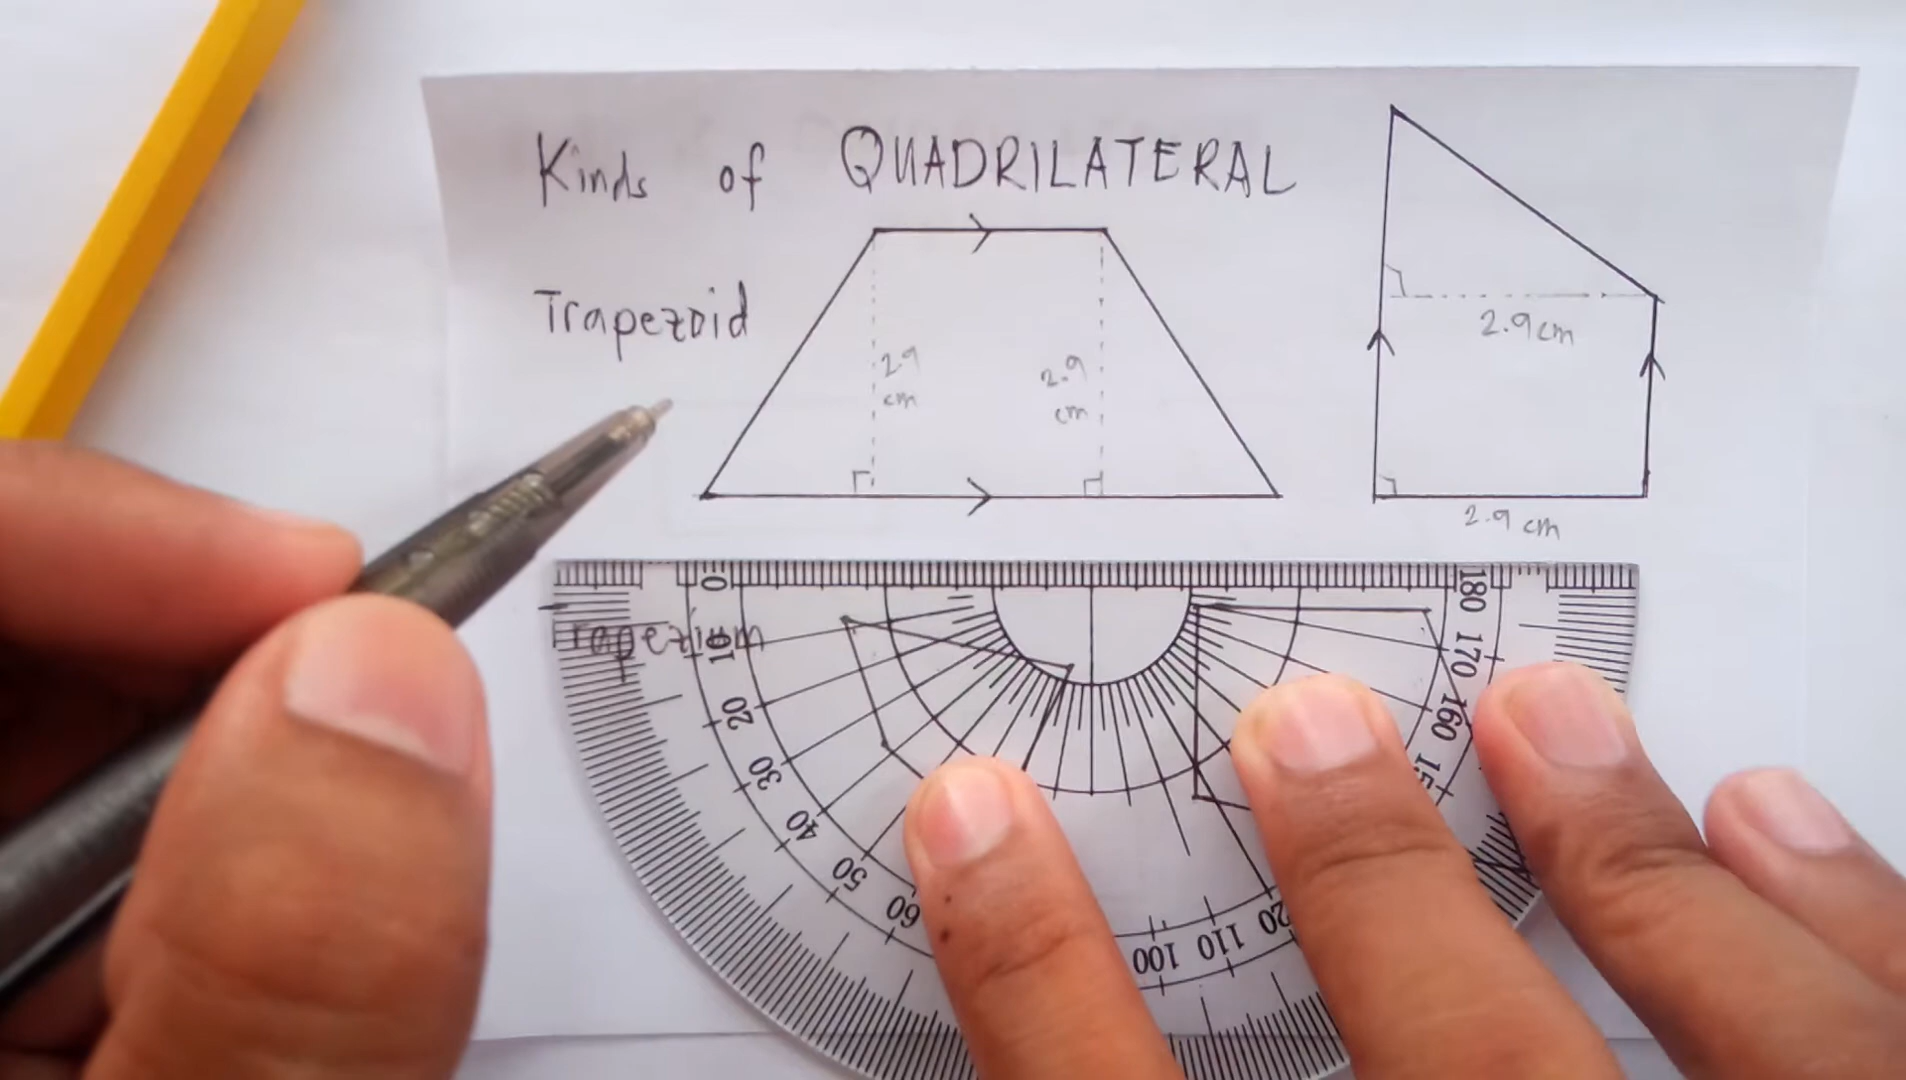 Kinds of QUADRILATERAL
Trapezoid
2.9
cm
2.9
cm
2.9 cm
2.9 cm
Trapezium
0
10
20
30
40
50
60
100
110
160
170
180